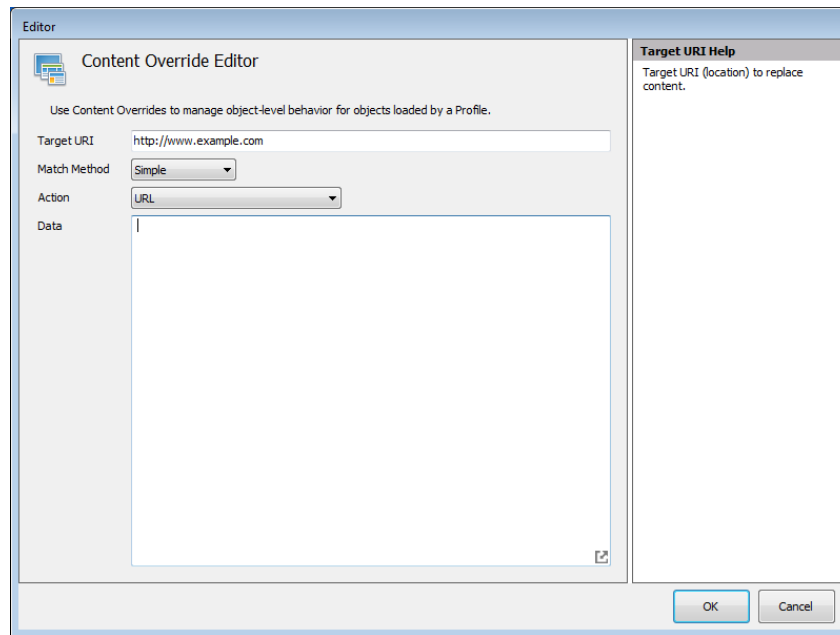 Editor
Content Override Editor
Use Content Overrides to manage object-level behavior for objects loaded by a Profile.
Target URI
http://www.example.com
Match Method
Simple
Action
URL
Data
Target URI Help
Target URI (location) to replace
content.
OK
Cancel